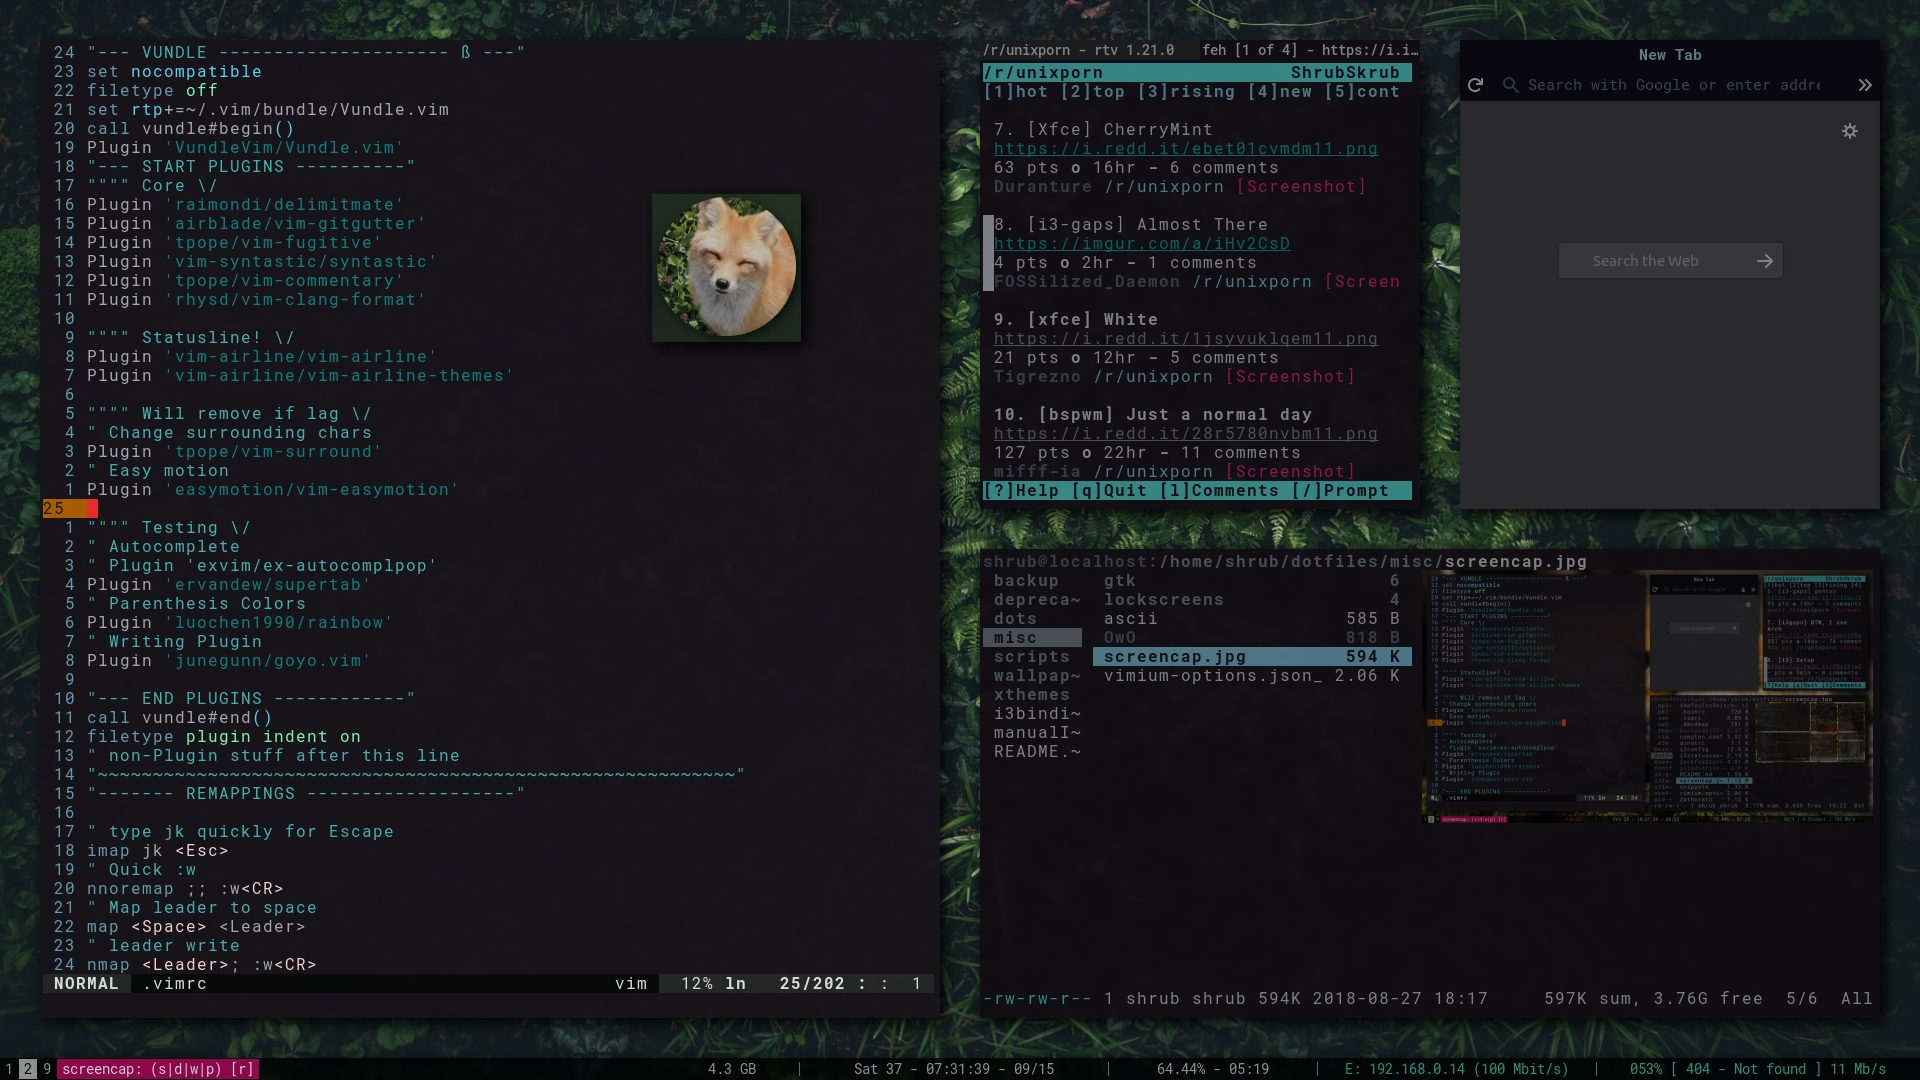 24 "--- VUNDLE --------------------- ß ---"
23 set nocompatible
22 filetype off
21 set rtp+=~/.vim/bundle/Vundle.vim
20 call vundle#begin()
19 Plugin 'VundleVim/Vundle.vim'
18 "--- START PLUGINS ----------"
17 """" Core \/
16 Plugin 'raimondi/delimitmate'
15 Plugin 'airblade/vim-gitgutter'
14 Plugin 'tpope/vim-fugitive'
13 Plugin 'vim-syntastic/syntastic'
12 Plugin 'tpope/vim-commentary'
11 Plugin 'rhysd/vim-clang-format'
10
9 """" Statusline! \/
8 Plugin 'vim-airline/vim-airline'
7 Plugin 'vim-airline/vim-airline-themes'
6
5 """" Will remove if lag \/
4 " Change surrounding chars
3 Plugin 'tpope/vim-surround'
2 " Easy motion
1 Plugin 'easymotion/vim-easymotion'
25
1 """" Testing \/
2 " Autocomplete
3 " Plugin 'exvim/ex-autocomplpop'
4 Plugin 'ervandew/supertab'
5 " Parenthesis Colors
6 Plugin 'luochen1990/rainbow'
7 " Writing Plugin
8 Plugin 'junegunn/goyo.vim'
9
10 "--- END PLUGINS ------------"
11 call vundle#end()
12 filetype plugin indent on
13 " non-Plugin stuff after this line
14 "~~~~~~~~~~~~~~~~~~~~~~~~~~~~~~~~~~~~~~~~~~~~~~~~~~~~~~~~~~"
15 "------- REMAPPINGS -------------------"
16
17 " type jk quickly for Escape
18 imap jk <Esc>
19 " Quick :w
20 nnoremap ;; :w<CR>
21 " Map leader to space
22 map <Space> <Leader>
23 " leader write
24 nmap <Leader>; :w<CR>
NORMAL .vimrc vim 12% ln 25/202 : : 1
/r/unixporn - rtv 1.21.0 feh [1 of 4] - https://i.i…
/r/unixporn ShrubSkrub
[1]hot [2]top [3]rising [4]new [5]cont
7. [Xfce] CherryMint
https://i.redd.it/ebet01cvmdm11.png
63 pts o 16hr - 6 comments
Duranture /r/unixporn [Screenshot]
8. [i3-gaps] Almost There
https://imgur.com/a/iHv2CsD
4 pts o 2hr - 1 comments
FOSSilized_Daemon /r/unixporn [Screen
9. [xfce] White
https://i.redd.it/1jsyvuklqem11.png
21 pts o 12hr - 5 comments
Tigrezno /r/unixporn [Screenshot]
10. [bspwm] Just a normal day
https://i.redd.it/28r5780nvbm11.png
127 pts o 22hr - 11 comments
mifff-ia /r/unixporn [Screenshot]
[?]Help [q]Quit [l]Comments [/]Prompt
New Tab
Search with Google or enter addre
Search the Web
shrub@localhost:/home/shrub/dotfiles/misc/screencap.jpg
backup gtk 6
depreca~ lockscreens 4
dots ascii 585 B
misc OwO 818 B
scripts screencap.jpg 594 K
wallpap~ vimium-options.json_ 2.06 K
xthemes
i3bindi~
manualI~
README.~
-rw-rw-r-- 1 shrub shrub 594K 2018-08-27 18:17 597K sum, 3.76G free 5/6 All
1 2 9 screencap: (s|d|w|p) [r] 4.3 GB | Sat 37 - 07:31:39 - 09/15 | 64.44% - 05:19 | E: 192.168.0.14 (100 Mbit/s) | 053% [ 404 - Not found ] 11 Mb/s